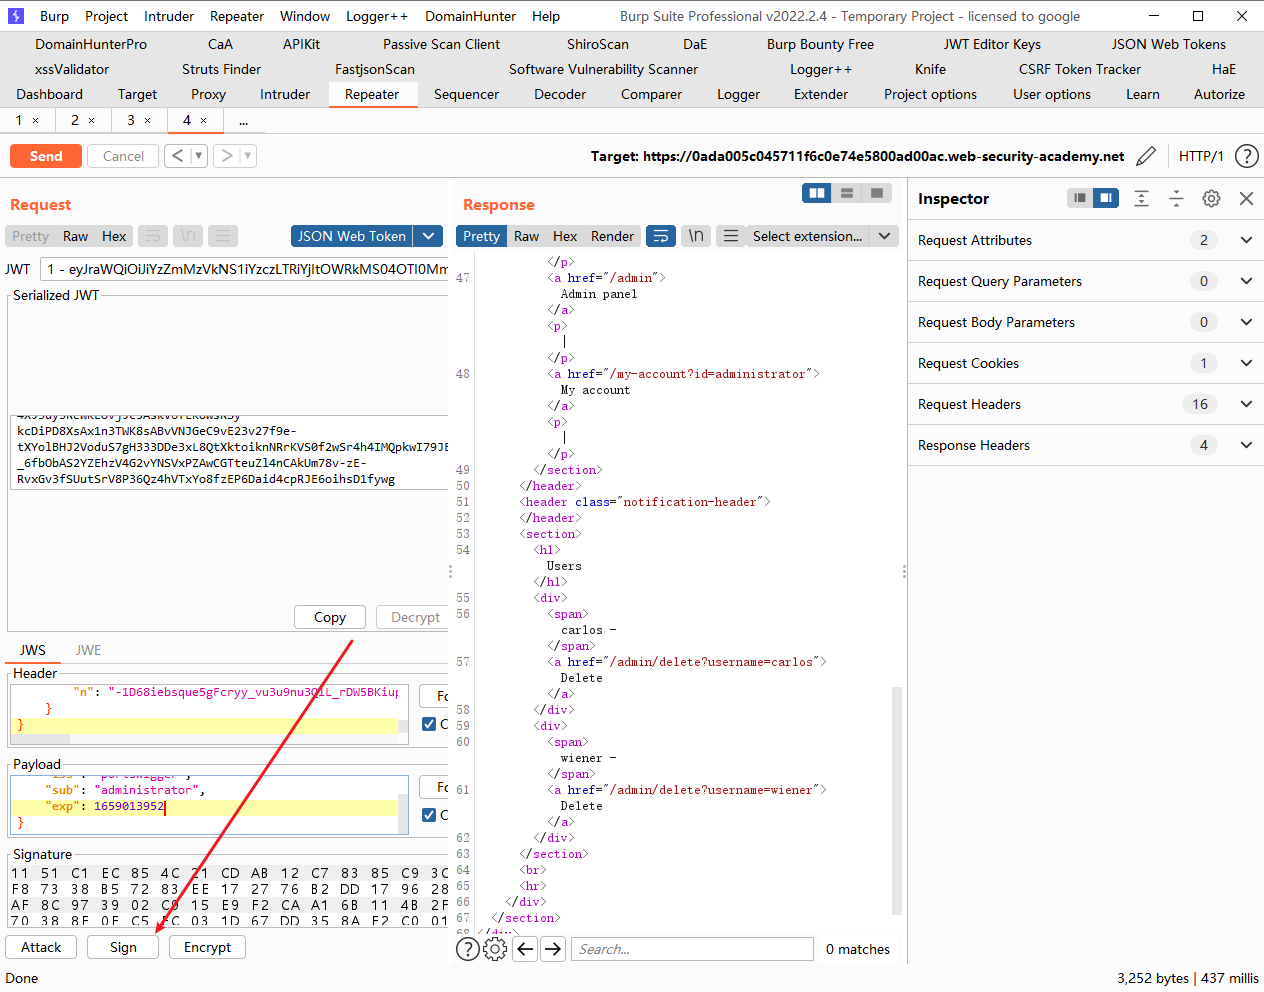 Burp Project Intruder Repeater Window Logger++ DomainHunter Help Burp Suite Professional v2022.2.4 - Temporary Project - licensed to google
DomainHunterPro CaA APIKit Passive Scan Client ShiroScan DaE Burp Bounty Free JWT Editor Keys JSON Web Tokens
xssValidator Struts Finder FastjsonScan Software Vulnerability Scanner Logger++ Knife CSRF Token Tracker HaE
Dashboard Target Proxy Intruder Repeater Sequencer Decoder Comparer Logger Extender Project options User options Learn Autorize
1 × 2 × 3 × 4 × ...
Send Cancel < > Target: https://0ada005c045711f6c0e74e5800ad00ac.web-security-academy.net HTTP/1 ?
Request
Pretty Raw Hex \n JSON Web Token
JWT 1 - eyJraWQiOiJiYzZmMzVkNS1iYzczLTRiYjItOWRkMS04OTI0Mm
Serialized JWT
kcDiPD8XsAx1n3TWK8sABvVNJGeC9vE23v27f9e-
tXYolBHJ2VoduS7gH333DDe3xL8QtXktoiknNRrKVS0f2wSr4h4IMQpkwI79JE
_6fbObAS2YZEhzV4G2vYNSVxPZAwCGTteuZl4nCAkUm78v-zE-
RvxGv3fSUutSrV8P36Qz4hVTxYo8fzEP6Daid4cpRJE6oihsD1fywg
Copy Decrypt
JWS JWE
Header
"n": "-1D68iebsque5gFcryy_vu3u9nu3Q1L_rDW5BKiup
}
}
Fo
C
Payload
"iss": "portswigger",
"sub": "administrator",
"exp": 1659013952
}
Fo
C
Signature
11 51 C1 EC 85 4C 21 CD AB 12 C7 83 85 C9 3C
F8 73 38 B5 72 83 EE 17 27 76 B2 DD 17 96 28
AF 8C 97 39 02 C9 15 E9 F2 CA A1 6B 11 4B 2F
70 38 8F 0F C5 FC 03 1D 67 DD 35 8A F2 C0 01
Attack Sign Encrypt
Done
Response
Pretty Raw Hex Render \n Select extension...
</p>
47 <a href="/admin">
Admin panel
</a>
<p>
|
</p>
48 <a href="/my-account?id=administrator">
My account
</a>
<p>
|
</p>
49 </section>
50 </header>
51 <header class="notification-header">
52 </header>
53 <section>
54 <h1>
Users
</h1>
55 <div>
56 <span>
carlos -
</span>
57 <a href="/admin/delete?username=carlos">
Delete
</a>
58 </div>
59 <div>
60 <span>
wiener -
</span>
61 <a href="/admin/delete?username=wiener">
Delete
</a>
62 </div>
63 </section>
64 <br>
65 <hr>
66 </div>
67 </section>
68 </div>
? Search... 0 matches
Inspector
Request Attributes 2
Request Query Parameters 0
Request Body Parameters 0
Request Cookies 1
Request Headers 16
Response Headers 4
3,252 bytes | 437 millis